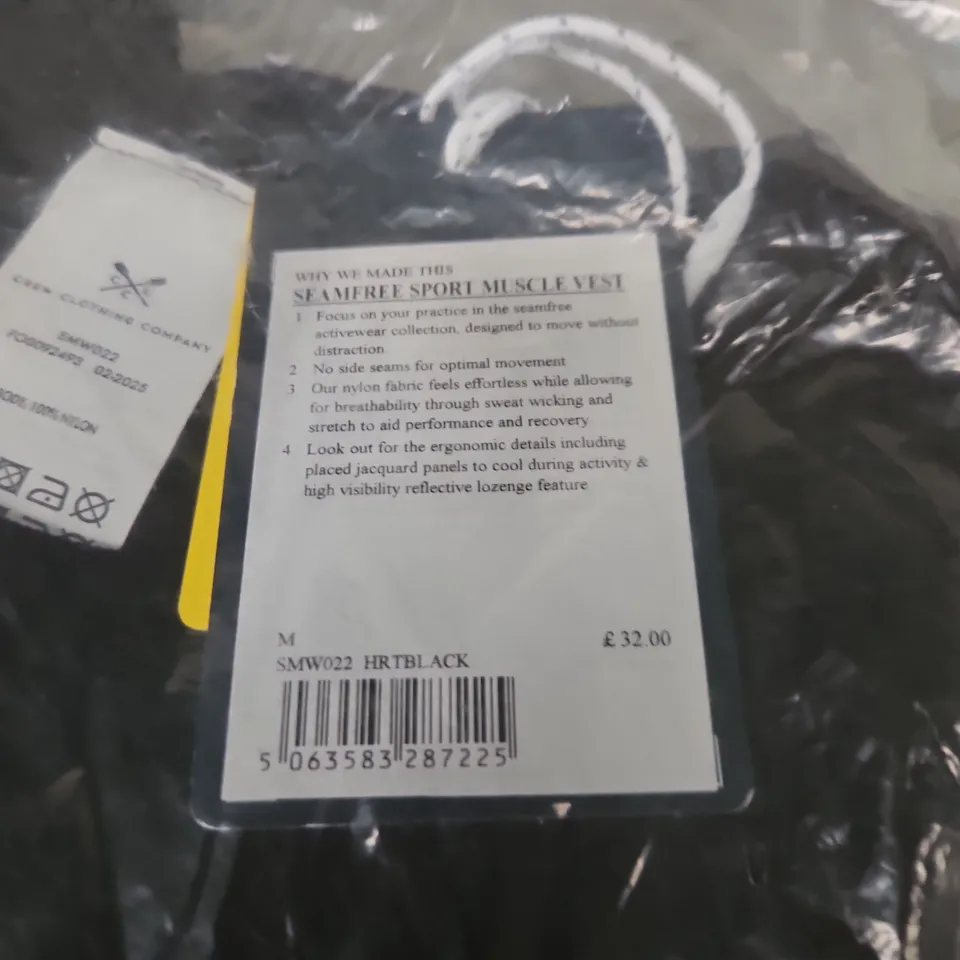 C C
C
CREW CLOTHING COMPANY
SMW022
02-2025
100% NYLON
WHY WE MADE THIS
SEAMFREE SPORT MUSCLE VEST
1 Focus on your practice in the seamfree
activewear collection, designed to move without
distraction
2 No side seams for optimal movement
3 Our nylon fabric feels effortless while allowing
for breathability through sweat wicking and
stretch to aid performance and recovery
4 Look out for the ergonomic details including
placed jacquard panels to cool during activity &
high visibility reflective lozenge feature
M
£ 32.00
SMW022 HRTBLACK
5 063583 287225